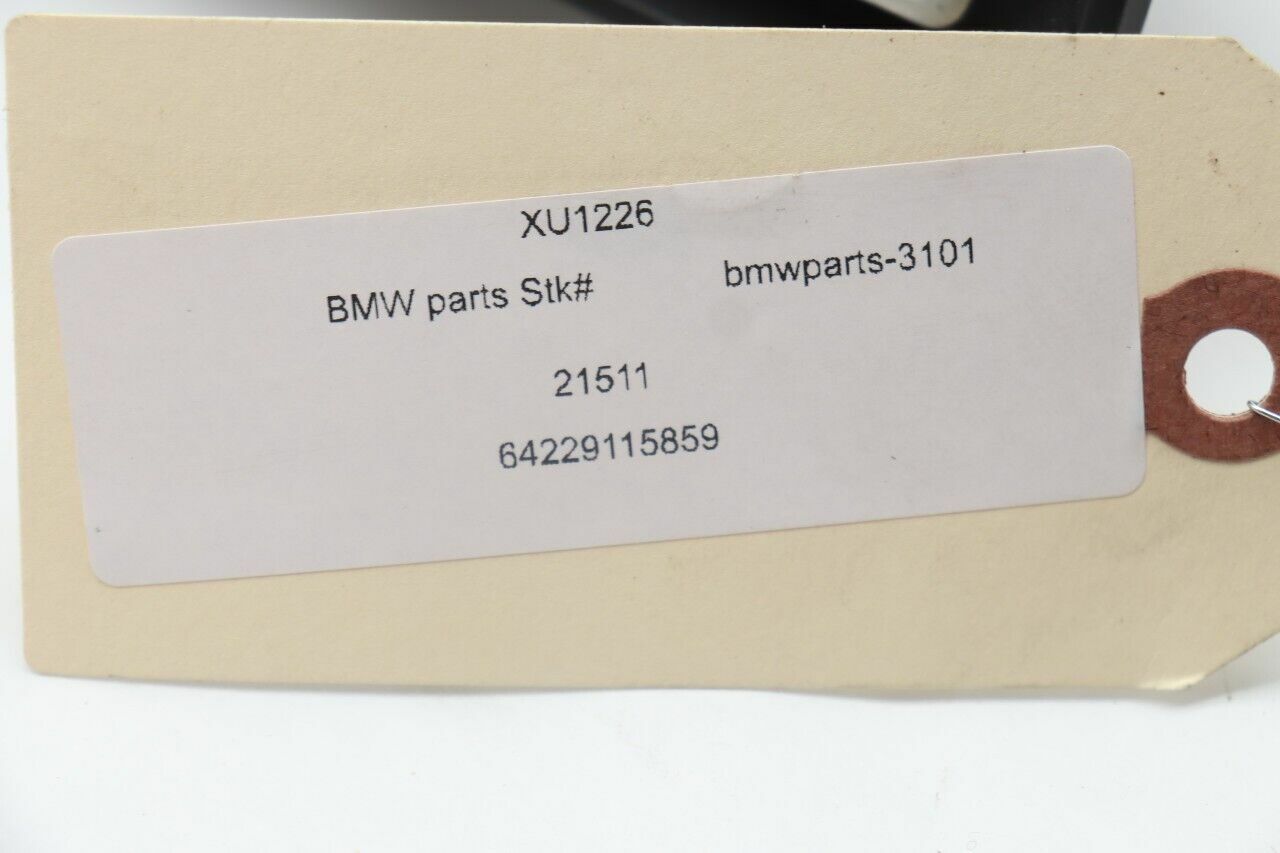 XU1226
BMW parts Stk# bmwparts-3101
21511
64229115859